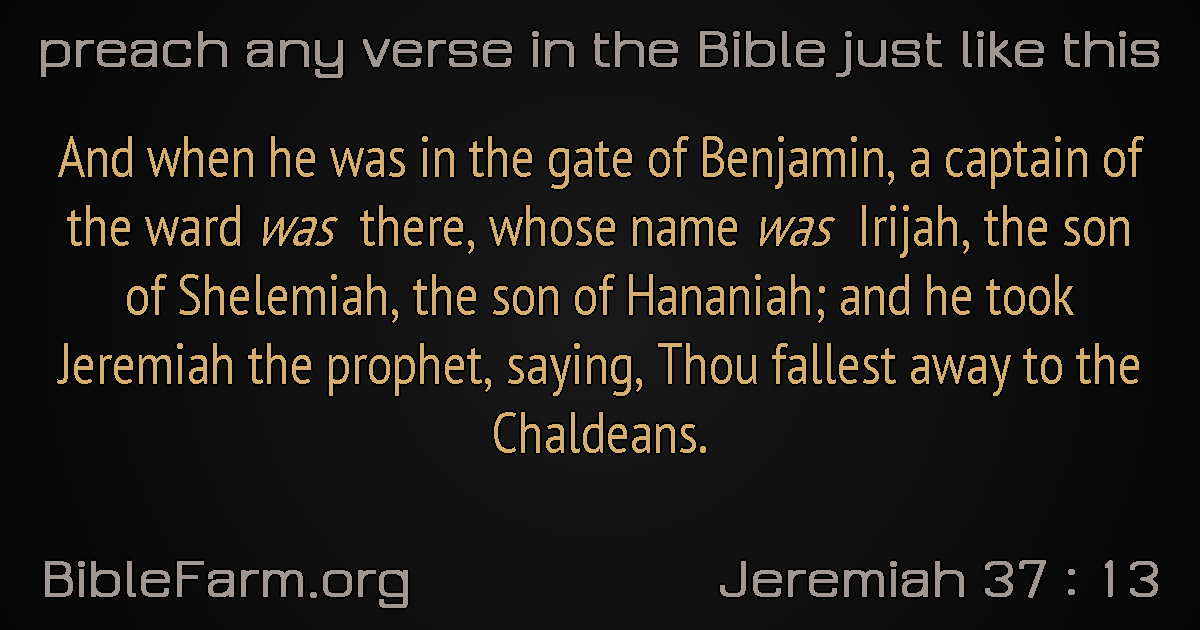 preach any verse in the Bible just like this
And when he was in the gate of Benjamin, a captain of
the ward was there, whose name was Irijah, the son
of Shelemiah, the son of Hananiah; and he took
Jeremiah the prophet, saying, Thou fallest away to the
Chaldeans.
BibleFarm.org
Jeremiah 37 : 13